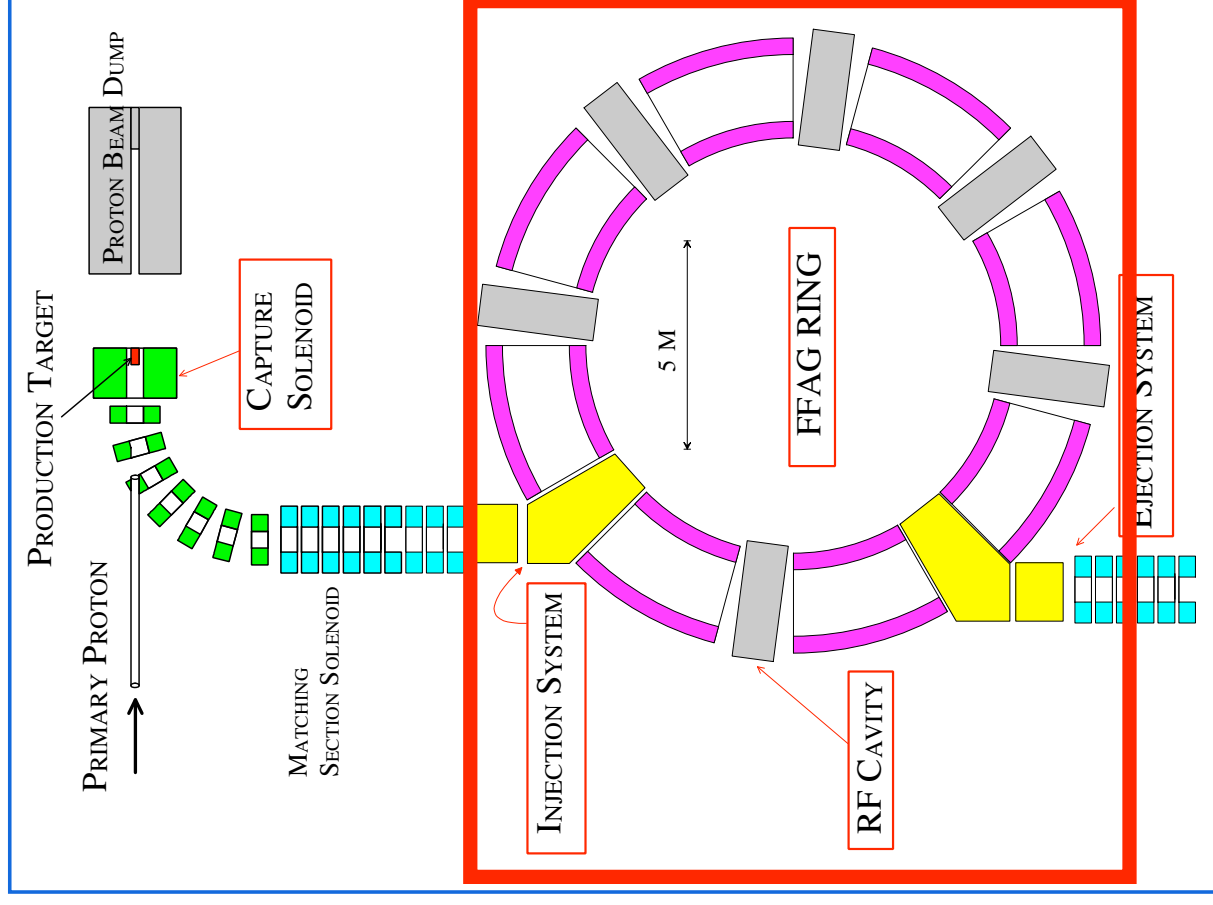 PRODUCTION TARGET
PROTON BEAM DUMP
PRIMARY PROTON
CAPTURE
SOLENOID
MATCHING
SECTION SOLENOID
INJECTION SYSTEM
5 M
FFAG RING
RF CAVITY
EJECTION SYSTEM